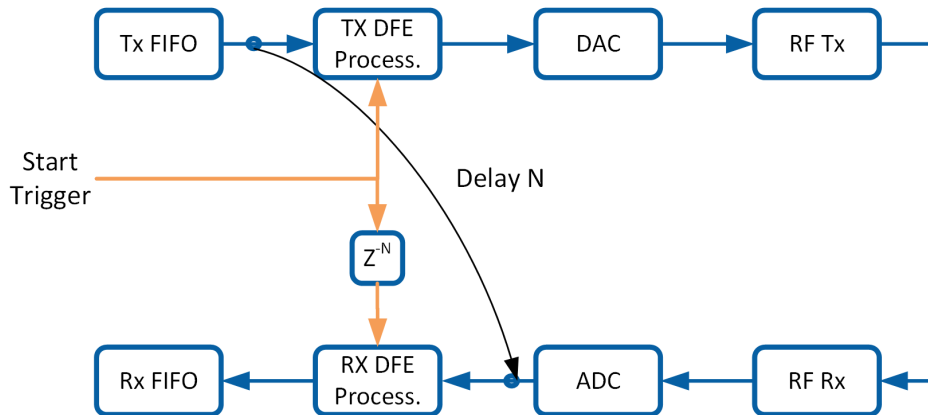 Tx FIFO
TX DFE
Process.
DAC
RF Tx
Start
Trigger
Delay N
Z-N
RX DFE
Process.
Rx FIFO
ADC
RF Rx